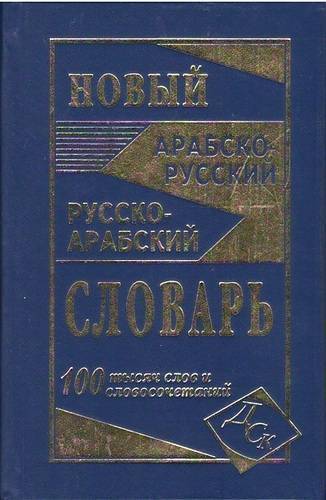 НОВЫЙ
АРАБСКО-
РУССКИЙ
РУССКО-
АРАБСКИЙ
СЛОВАРЬ
100 тысяч слов и
словосочетаний
ДСК